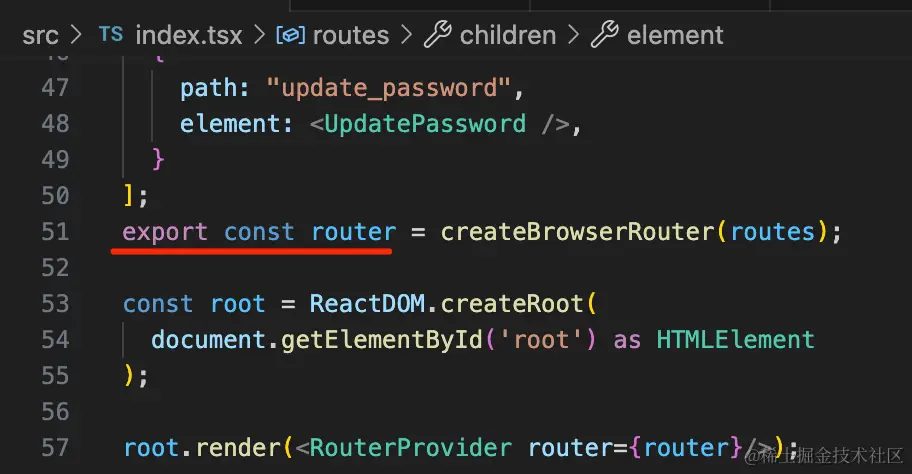 src > TS index.tsx > routes > children > element
46 {
47 path: "update_password",
48 element: <UpdatePassword />,
49 }
50 ];
51 export const router = createBrowserRouter(routes);
52
53 const root = ReactDOM.createRoot(
54 document.getElementById('root') as HTMLElement
55 );
56
57 root.render(<RouterProvider router={router}/>);
@稀土掘金技术社区